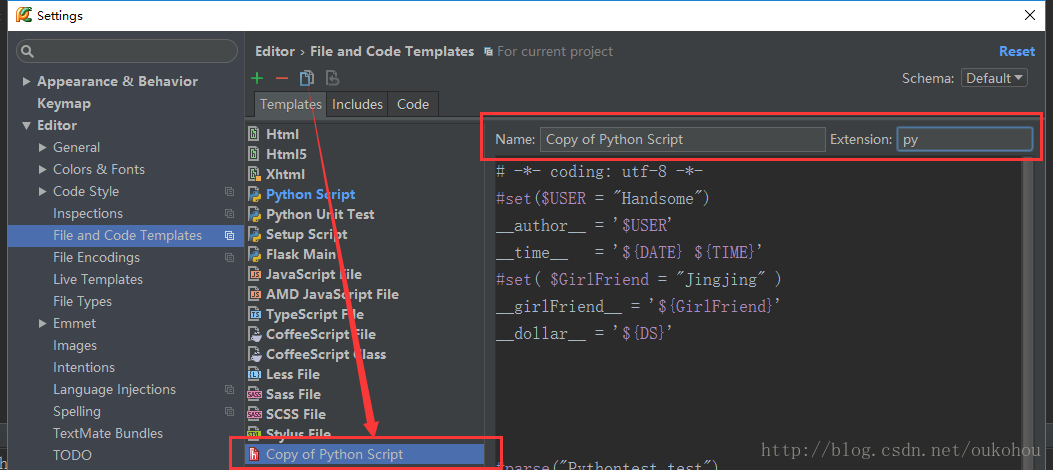 Settings
Editor › File and Code Templates For current project Reset
Schema: Default
Appearance & Behavior
Keymap
Editor
General
Colors & Fonts
Code Style
Inspections
File and Code Templates
File Encodings
Live Templates
File Types
Emmet
Images
Intentions
Language Injections
Spelling
TextMate Bundles
TODO
Templates Includes Code
Html
Html5
Xhtml
Python Script
Python Unit Test
Setup Script
Flask Main
JavaScript File
AMD JavaScript File
TypeScript File
CoffeeScript File
CoffeeScript Class
Less File
Sass File
SCSS File
Stylus File
Copy of Python Script
Name: Copy of Python Script Extension: py
# -*- coding: utf-8 -*-
#set($USER = "Handsome")
__author__ = '$USER'
__time__ = '${DATE} ${TIME}'
#set( $GirlFriend = "Jingjing" )
__girlFriend__ = '${GirlFriend}'
__dollar__ = '${DS}'
#parse("Pythontest.test")
http://blog.csdn.net/oukohou